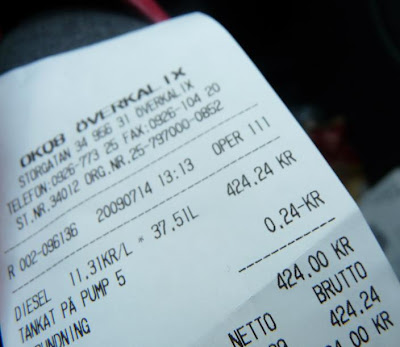 OKQ8 ÖVERKALIX
STORGATAN 34 956 31 ÖVERKALIX
TELEFON:0926-773 25 FAX:0926-104 20
ST.NR.34012 ORG.NR.25-797000-0852
R 002-096136 20090714 13:13 OPER 111
DIESEL 11.31KR/L * 37.51L 424.24 KR
TANKAT PÅ PUMP 5
0.24-KR
424.00 KR
NETTO BRUTTO
424.24